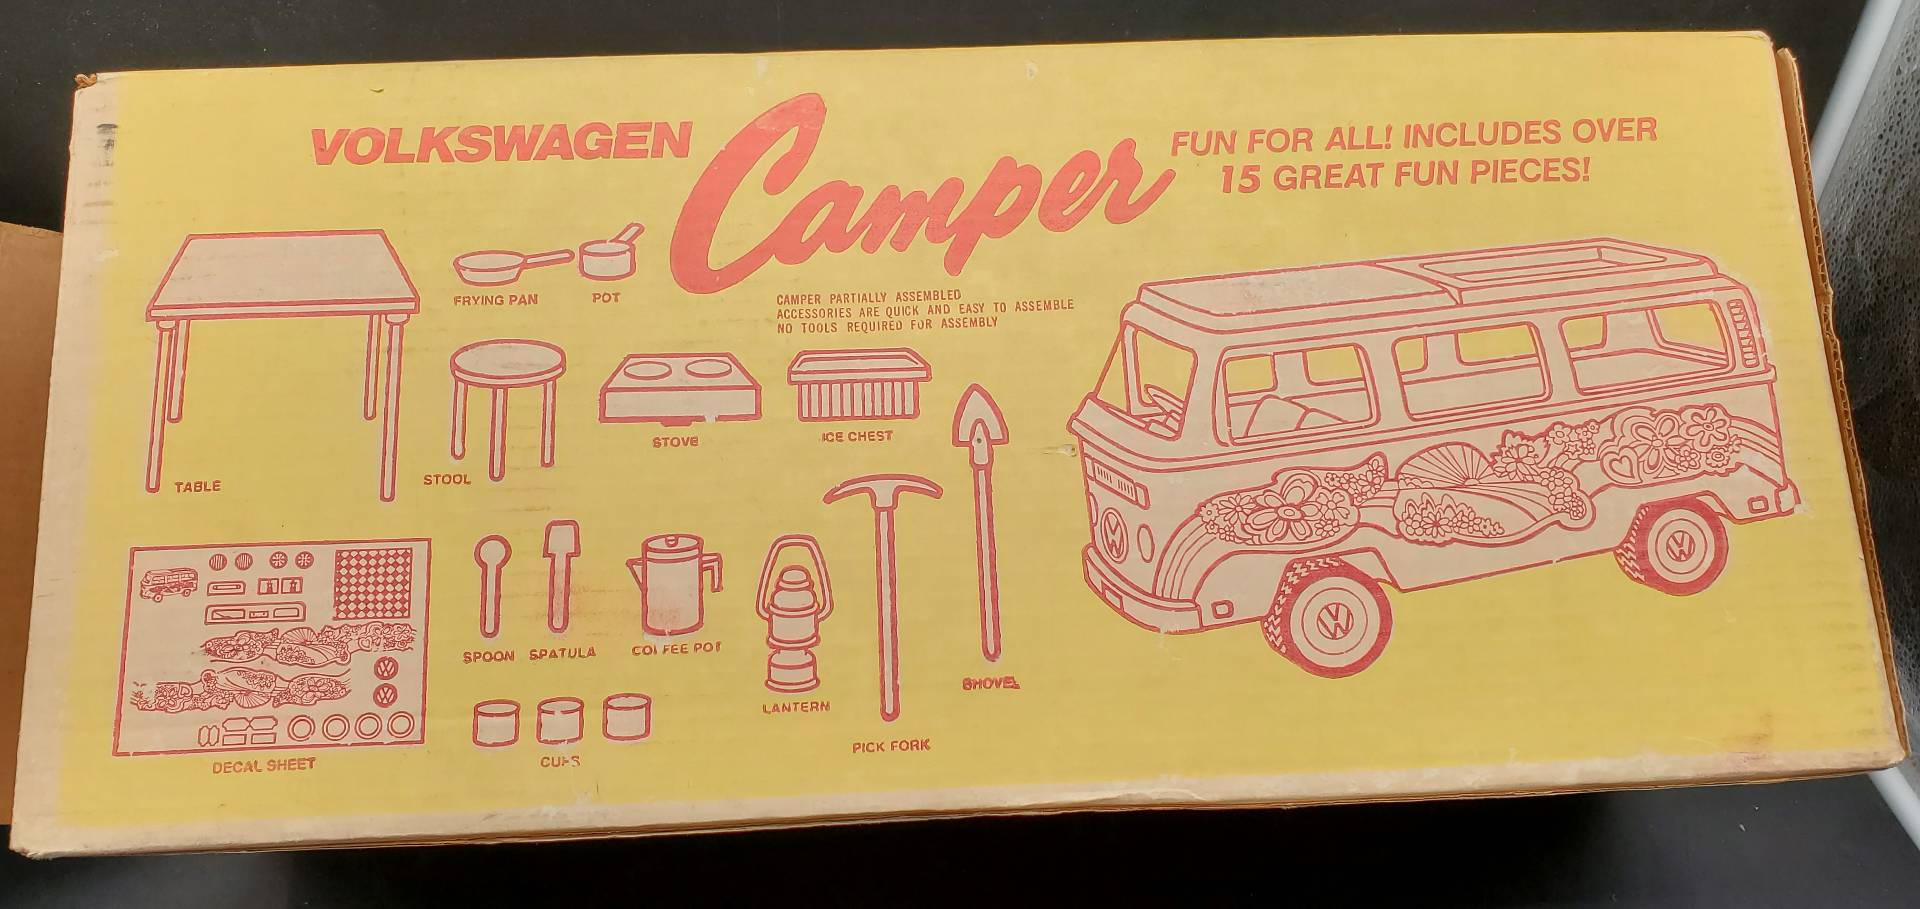 VOLKSWAGEN
Camper
FUN FOR ALL! INCLUDES OVER
15 GREAT FUN PIECES!
CAMPER PARTIALLY ASSEMBLED
ACCESSORIES ARE QUICK AND EASY TO ASSEMBLE
NO TOOLS REQUIRED FOR ASSEMBLY
FRYING PAN
POT
TABLE
STOOL
STOVE
ICE CHEST
SPOON
SPATULA
COFFEE POT
LANTERN
PICK FORK
SHOVEL
CUPS
DECAL SHEET